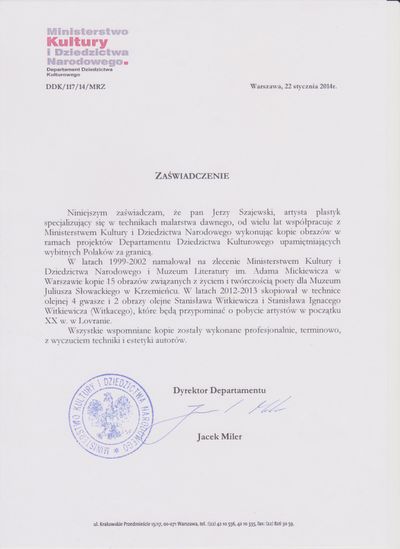 Ministerstwo
Kultury
i Dziedzictwa
Narodowego.
Departament Dziedzictwa
Kulturowego
DDK/117/14/MRZ
Warszawa, 22 stycznia 2014r.
ZAŚWIADCZENIE
Niniejszym zaświadczam, że pan Jerzy Szajewski, artysta plastyk
specjalizujący się w technikach malarstwa dawnego, od wielu lat współpracuje z
Ministerstwem Kultury i Dziedzictwa Narodowego wykonując kopie obrazów w
ramach projektów Departamentu Dziedzictwa Kulturowego upamiętniających
wybitnych Polaków za granicą.
W latach 1999-2002 namalował na zlecenie Ministerstwem Kultury i
Dziedzictwa Narodowego i Muzeum Literatury im. Adama Mickiewicza w
Warszawie kopie 15 obrazów związanych z życiem i twórczością poety dla Muzeum
Juliusza Słowackiego w Krzemieńcu. W latach 2012-2013 skopiował w technice
olejnej 4 gwasze i 2 obrazy olejne Stanisława Witkiewicza i Stanisława Ignacego
Witkiewicza (Witkacego), które będą przypominać o pobycie artystów w początku
XX w. w Lovranie.
Wszystkie wspomniane kopie zostały wykonane profesjonalnie, terminowo,
z wyczuciem techniki i estetyki autorów.
Dyrektor Departamentu
Jacek Miler
MINISTERSTWO KULTURY I DZIEDZICTWA NARODOWEGO
ul. Krakowskie Przedmieście 15/17, 00-071 Warszawa, tel. (22) 42 10 536, 42 10 555, fax: (22) 826 30 59.